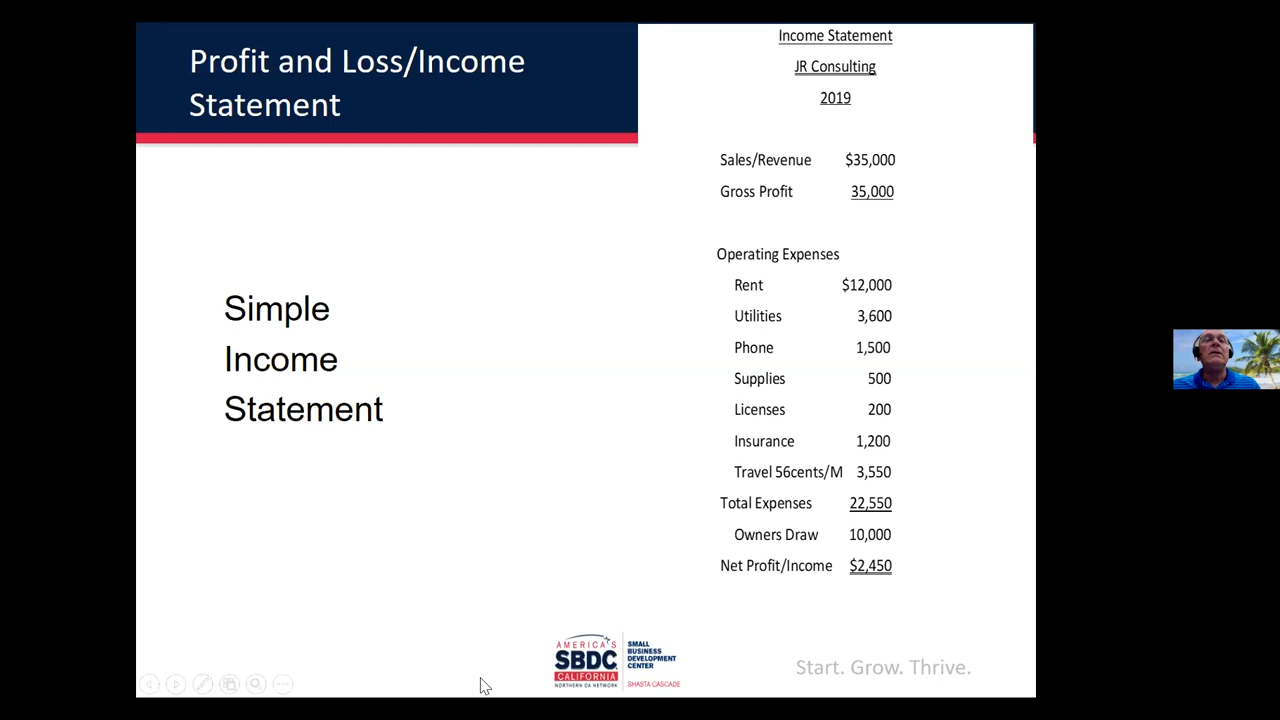 Profit and Loss/Income
Statement
Income Statement
JR Consulting
2019
Sales/Revenue $35,000
Gross Profit 35,000
Operating Expenses
Rent $12,000
Utilities 3,600
Phone 1,500
Supplies 500
Licenses 200
Insurance 1,200
Travel 56cents/M 3,550
Total Expenses 22,550
Owners Draw 10,000
Net Profit/Income $2,450
Simple
Income
Statement
AMERICA'S
SBDC
CALIFORNIA
NORTHERN CA NETWORK
SMALL
BUSINESS
DEVELOPMENT
CENTER
SHASTA CASCADE
Start. Grow. Thrive.